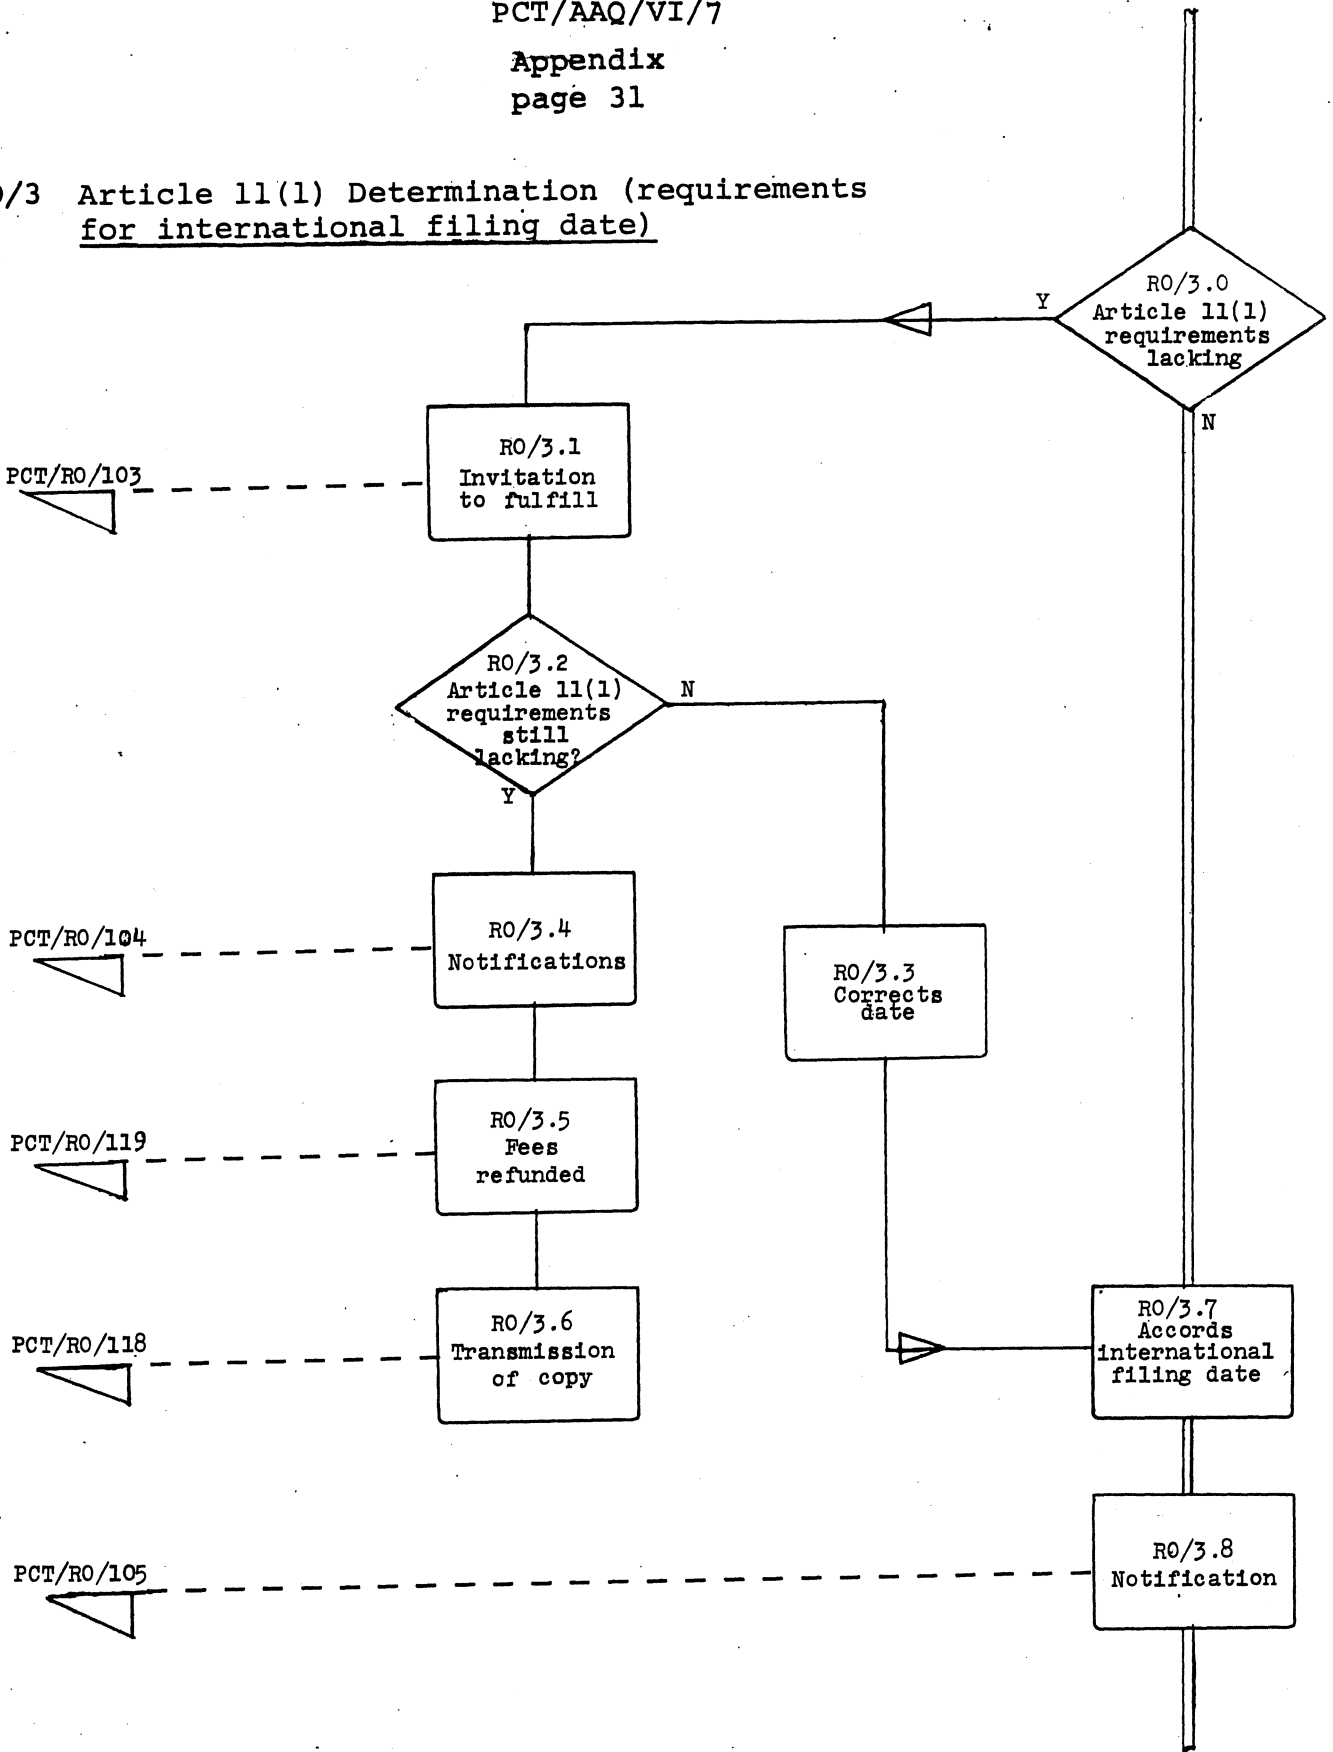 PCT/AAQ/VI/7
Appendix
page 31
/3 Article 11(1) Determination (requirements
for international filing date)
RO/3.0
Article 11(1)
requirements
lacking
Y
N
RO/3.1
Invitation
to fulfill
PCT/RO/103
RO/3.2
Article 11(1)
requirements
still
lacking?
N
Y
RO/3.4
Notifications
PCT/RO/104
RO/3.3
Corrects
date
RO/3.5
Fees
refunded
PCT/RO/119
RO/3.6
Transmission
of copy
PCT/RO/118
RO/3.7
Accords
international
filing date
RO/3.8
Notification
PCT/RO/105